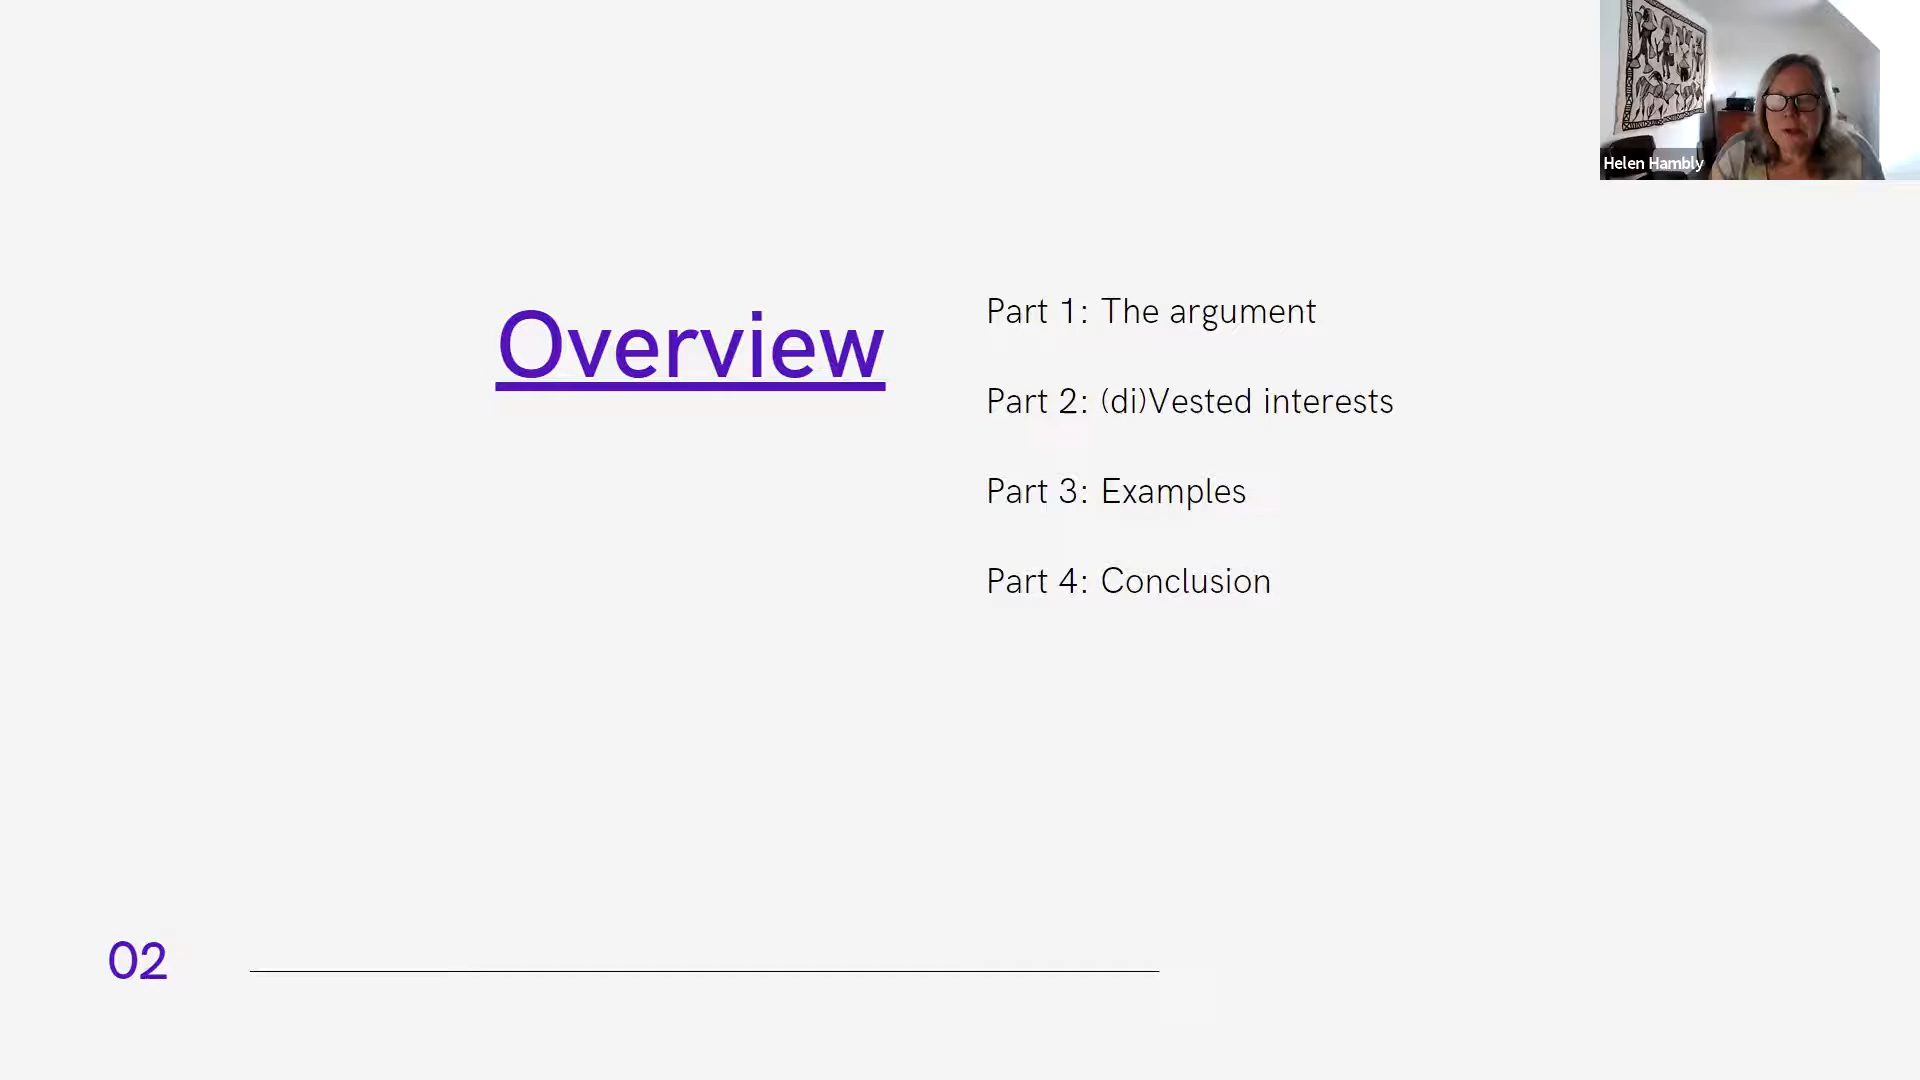 Helen Hambly
Overview
Part 1: The argument
Part 2: (di)Vested interests
Part 3: Examples
Part 4: Conclusion
02